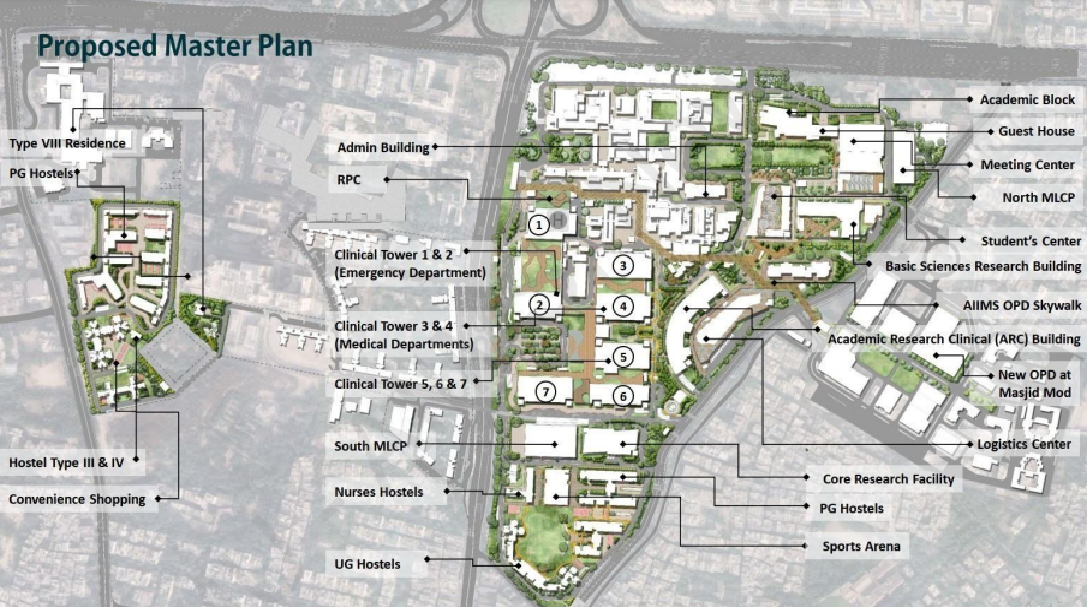 Proposed Master Plan
Type VIII Residence
PG Hostels
Hostel Type III & IV
Convenience Shopping
Admin Building
RPC
Clinical Tower 1 & 2
(Emergency Department)
Clinical Tower 3 & 4
(Medical Departments)
Clinical Tower 5, 6 & 7
South MLCP
Nurses Hostels
UG Hostels
1
H
2
3
4
5
6
7
Academic Block
Guest House
Meeting Center
North MLCP
Student's Center
Basic Sciences Research Building
AIIMS OPD Skywalk
Academic Research Clinical (ARC) Building
New OPD at
Masjid Mod
Logistics Center
Core Research Facility
PG Hostels
Sports Arena